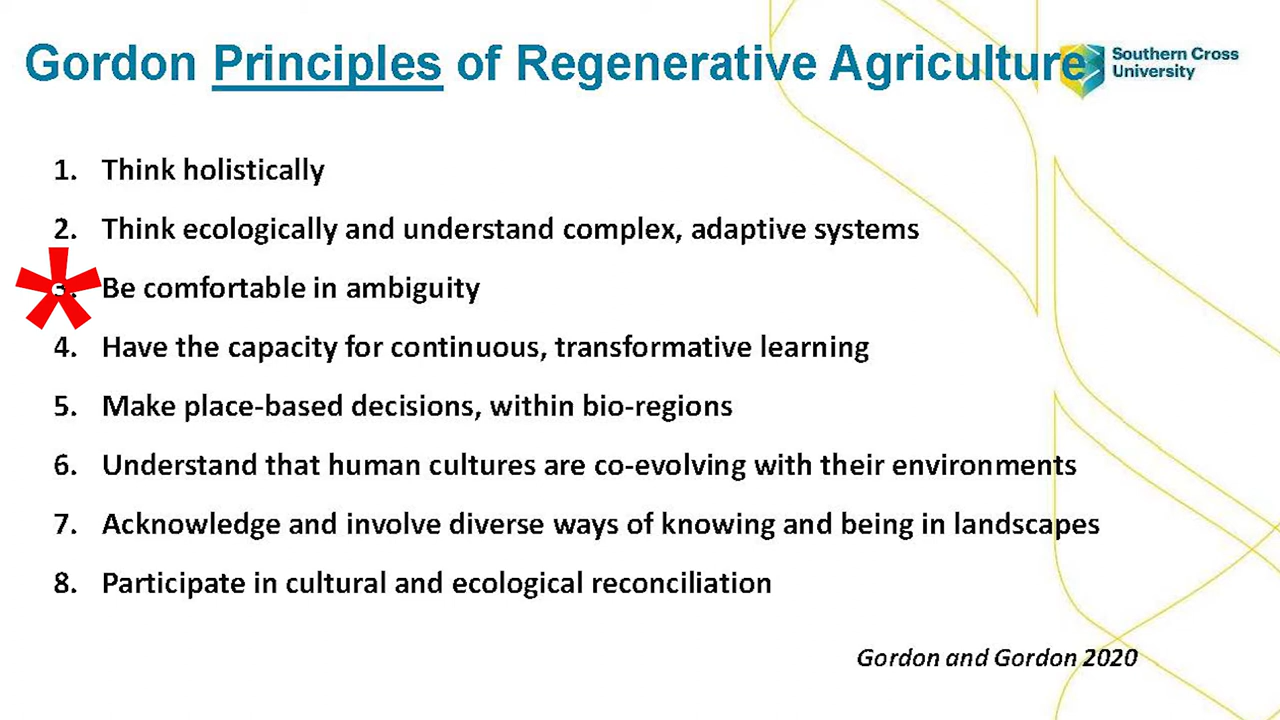 Gordon Principles of Regenerative Agriculture
Southern Cross
University
1. Think holistically
2. Think ecologically and understand complex, adaptive systems
3. Be comfortable in ambiguity
4. Have the capacity for continuous, transformative learning
5. Make place-based decisions, within bio-regions
6. Understand that human cultures are co-evolving with their environments
7. Acknowledge and involve diverse ways of knowing and being in landscapes
8. Participate in cultural and ecological reconciliation
Gordon and Gordon 2020